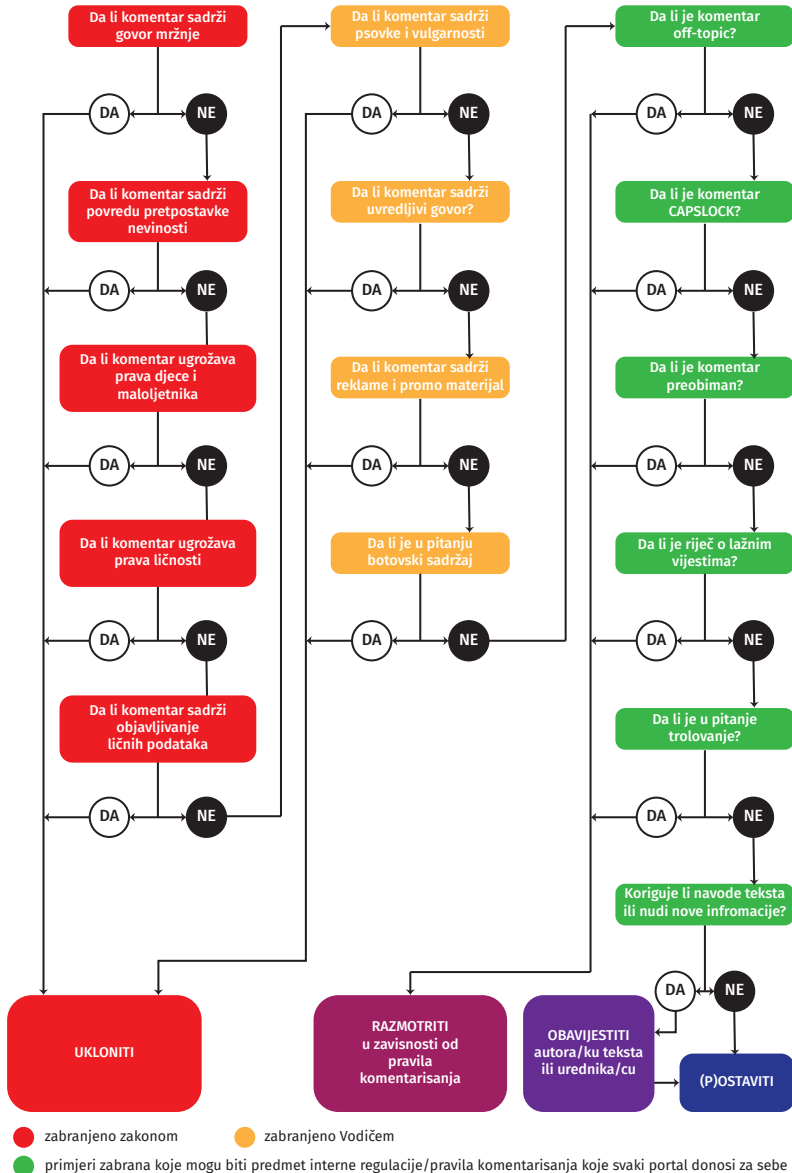 Da li komentar sadrži
govor mržnje
DA
NE
Da li komentar sadrži
povredu pretpostavke
nevinosti
DA
NE
Da li komentar ugrožava
prava djece i
maloljetnika
DA
NE
Da li komentar ugrožava
prava ličnosti
DA
NE
Da li komentar sadrži
objavljivanje
ličnih podataka
DA
NE
Da li komentar sadrži
psovke i vulgarnosti
DA
NE
Da li komentar sadrži
uvredljivi govor?
DA
NE
Da li komentar sadrži
reklame i promo materijal
DA
NE
Da li je u pitanju
botovski sadržaj
DA
NE
Da li je komentar
off-topic?
DA
NE
Da li je komentar
CAPSLOCK?
DA
NE
Da li je komentar
preobiman?
DA
NE
Da li je riječ o lažnim
vijestima?
DA
NE
Da li je u pitanje
trolovanje?
DA
NE
Koriguje li navode teksta
ili nudi nove infromacije?
DA
NE
UKLONITI
RAZMOTRITI
u zavisnosti od
pravila
komentarisanja
OBAVIJESTITI
autora/ku teksta
ili urednika/cu
(P)OSTAVITI
zabranjeno zakonom
zabranjeno Vodičem
primjeri zabrana koje mogu biti predmet interne regulacije/pravila komentarisanja koje svaki portal donosi za sebe